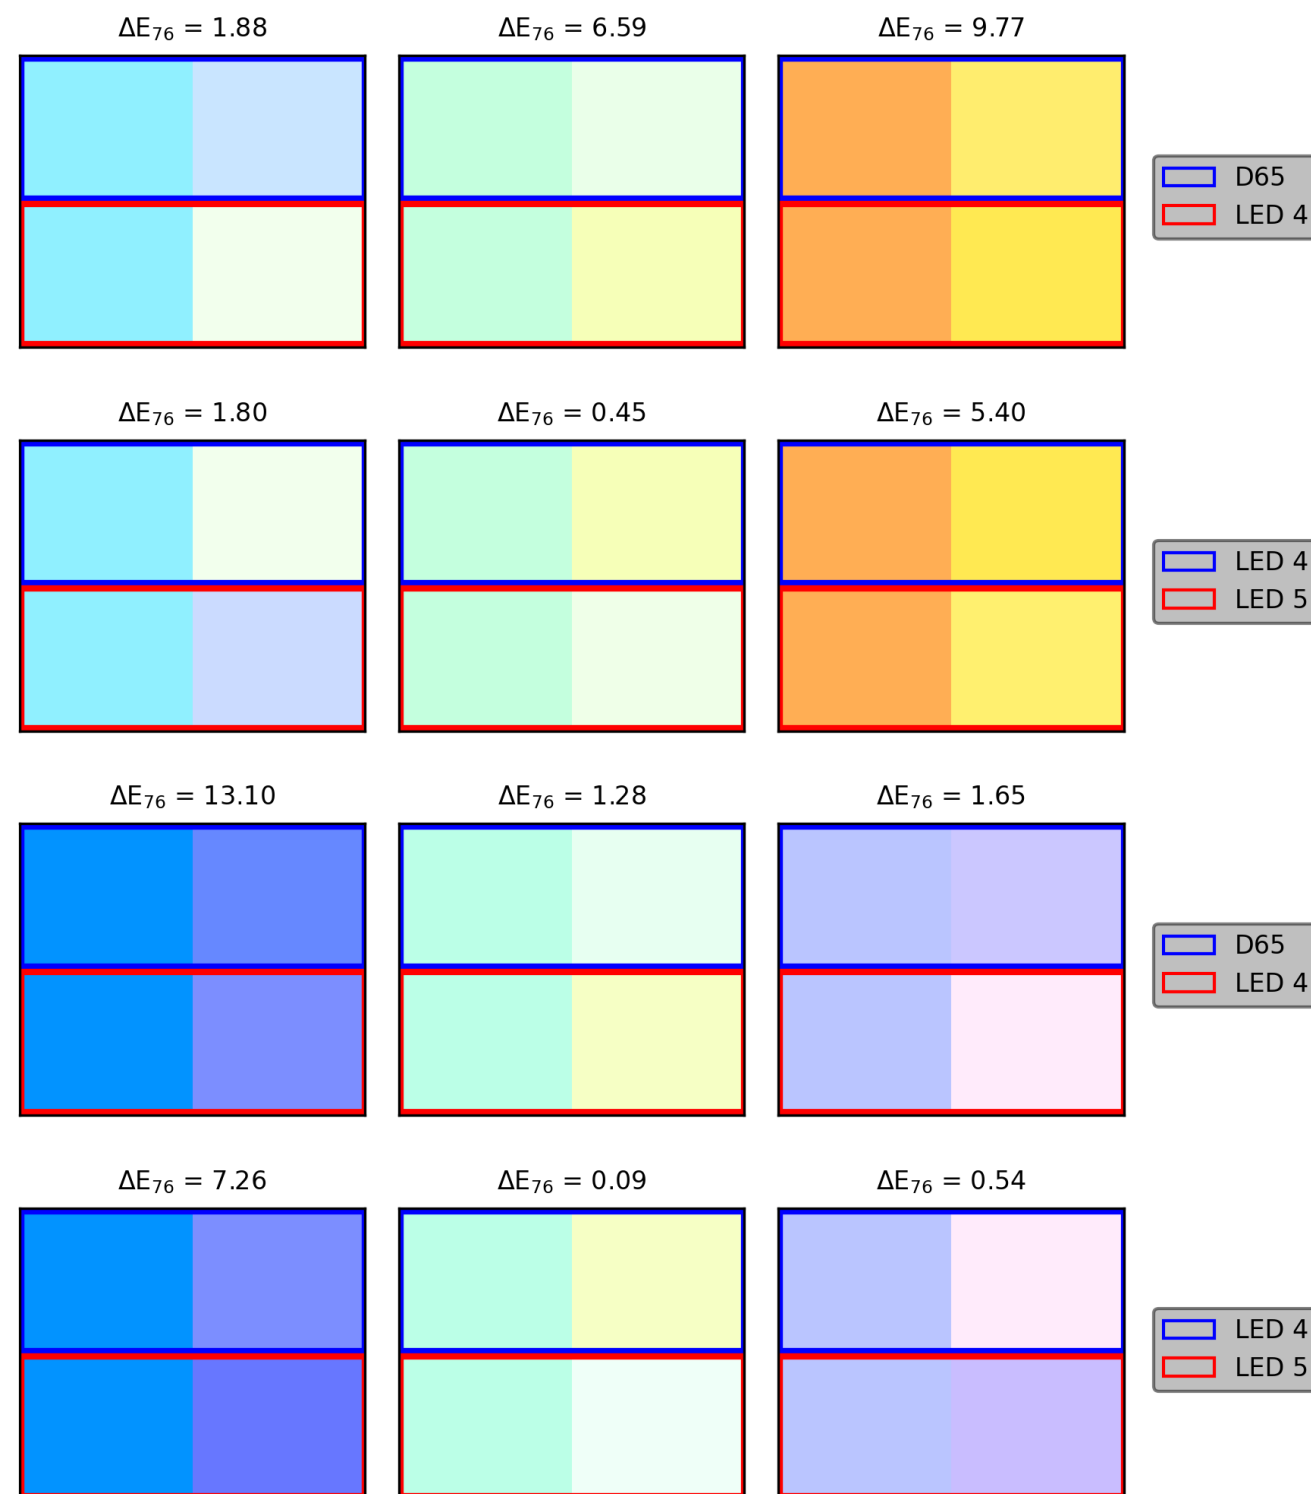 ΔE₇₆ = 1.88 ΔE₇₆ = 6.59 ΔE₇₆ = 9.77
D65
LED 4
ΔE₇₆ = 1.80 ΔE₇₆ = 0.45 ΔE₇₆ = 5.40
LED 4
LED 5
ΔE₇₆ = 13.10 ΔE₇₆ = 1.28 ΔE₇₆ = 1.65
D65
LED 4
ΔE₇₆ = 7.26 ΔE₇₆ = 0.09 ΔE₇₆ = 0.54
LED 4
LED 5